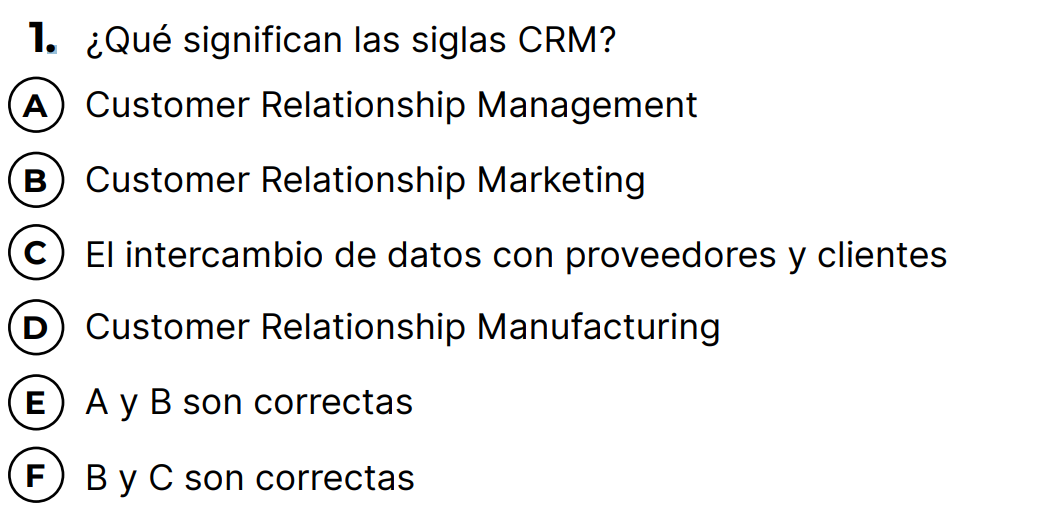 1. ¿Qué significan las siglas CRM?
A Customer Relationship Management
B Customer Relationship Marketing
C El intercambio de datos con proveedores y clientes
D Customer Relationship Manufacturing
E A y B son correctas
F B y C son correctas